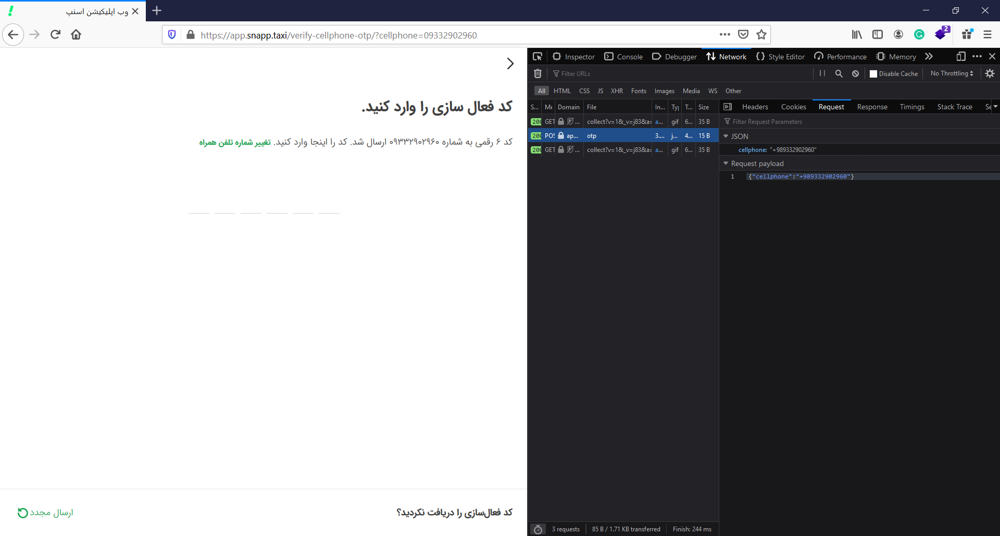 وب اپلیکیشن اسنپ
https://app.snapp.taxi/verify-cellphone-otp/?cellphone=09332902960
2
کد فعال سازی را وارد کنید.
کد ۶ رقمی به شماره ۰۹۳۳۲۹۰۲۹۶۰ ارسال شد. کد را اینجا وارد کنید. تغییر شماره تلفن همراه
کد فعال‌سازی را دریافت نکردید؟
ارسال مجدد
Inspector Console Debugger Network Style Editor Performance Memory
Filter URLs
Disable Cache No Throttling
All HTML CSS JS XHR Fonts Images Media WS Other
S... Me Domain File In... Typ T... Size
200 GET ... collect?v=1&_v=j83&a= a... gif 6... 35 B
200 POS ap... otp 3.... j... 4... 15 B
200 GET ... collect?v=1&_v=j83&a= a... gif 6... 35 B
Headers Cookies Request Response Timings Stack Trace Se
Filter Request Parameters
JSON
cellphone: "+989332902960"
Request payload
1 {"cellphone":"+989332902960"}
3 requests 85 B / 1.71 KB transferred Finish: 244 ms